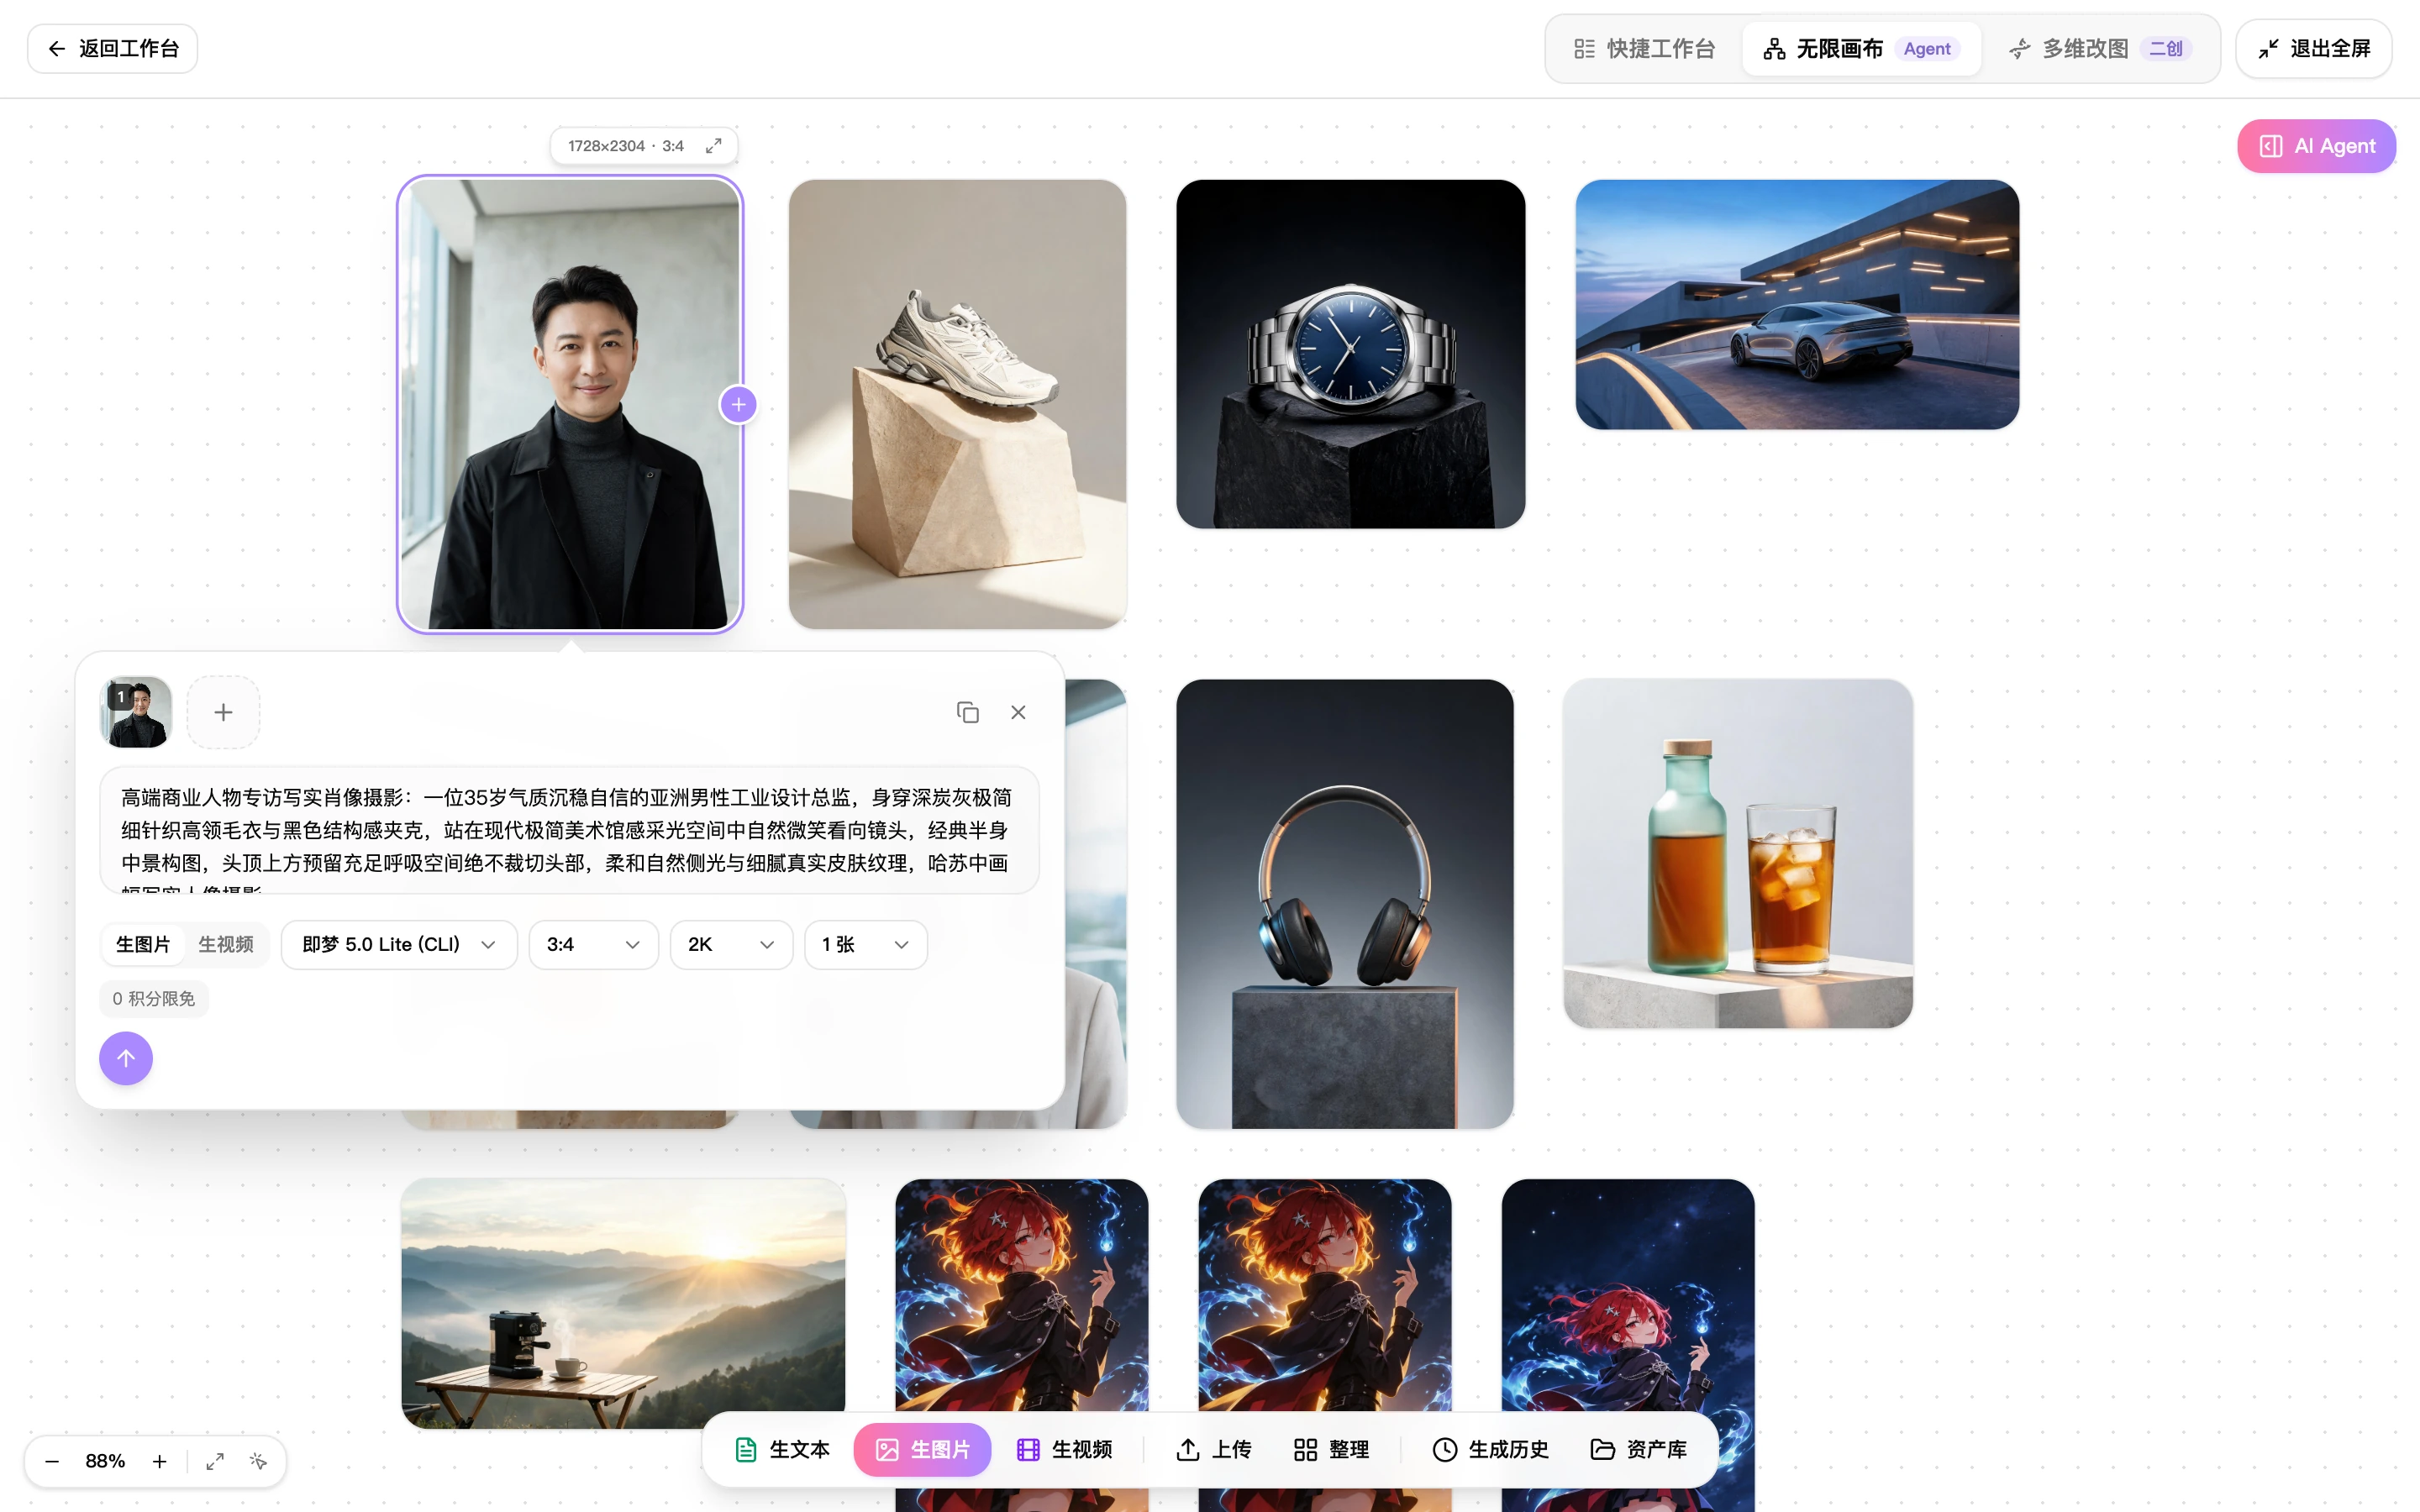 返回工作台
快捷工作台
无限画布 Agent
多维改图 二创
退出全屏
1728×2304 · 3:4
AI Agent
1
高端商业人物专访写实肖像摄影：一位35岁气质沉稳自信的亚洲男性工业设计总监，身穿深炭灰极简
细针织高领毛衣与黑色结构感夹克，站在现代极简美术馆感采光空间中自然微笑看向镜头，经典半身
中景构图，头顶上方预留充足呼吸空间绝不裁切头部，柔和自然侧光与细腻真实皮肤纹理，哈苏中画
幅写实人像摄影
生图片 生视频 即梦 5.0 Lite (CLI) 3:4 2K 1 张
0 积分限免
88%
生文本 生图片 生视频 上传 整理 生成历史 资产库